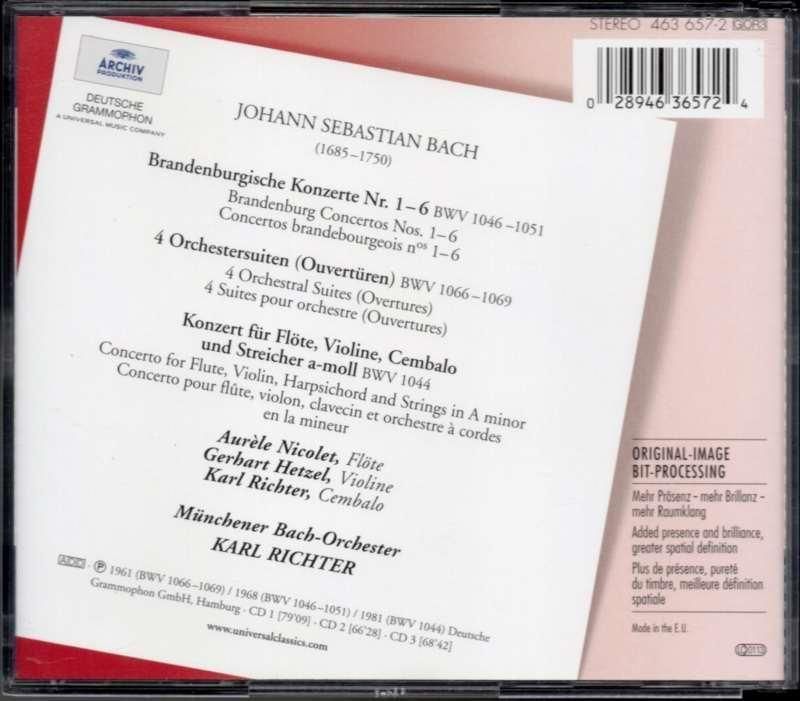 STEREO 463 657-2 GOR3
0 28946 36572 4
ARCHIV
PRODUKTION
DEUTSCHE
GRAMMOPHON
A UNIVERSAL MUSIC COMPANY
JOHANN SEBASTIAN BACH
(1685–1750)
Brandenburgische Konzerte Nr. 1–6 BWV 1046–1051
Brandenburg Concertos Nos. 1–6
Concertos brandebourgeois nos 1–6
4 Orchestersuiten (Ouvertüren) BWV 1066–1069
4 Orchestral Suites (Overtures)
4 Suites pour orchestre (Ouvertures)
Konzert für Flöte, Violine, Cembalo
und Streicher a-moll BWV 1044
Concerto for Flute, Violin, Harpsichord and Strings in A minor
Concerto pour flûte, violon, clavecin et orchestre à cordes
en la mineur
Aurèle Nicolet, Flöte
Gerhart Hetzel, Violine
Karl Richter, Cembalo
Münchener Bach-Orchester
KARL RICHTER
ADD · ℗ 1961 (BWV 1066–1069) / 1968 (BWV 1046–1051) / 1981 (BWV 1044) Deutsche
Grammophon GmbH, Hamburg · CD 1 [79'09] · CD 2 [66'28] · CD 3 [68'42]
www.universalclassics.com
ORIGINAL-IMAGE
BIT-PROCESSING
Mehr Präsenz – mehr Brillanz –
mehr Raumklang
Added presence and brilliance,
greater spatial definition
Plus de présence, pureté
du timbre, meilleure définition
spatiale
Made in the E.U.
LC 0113